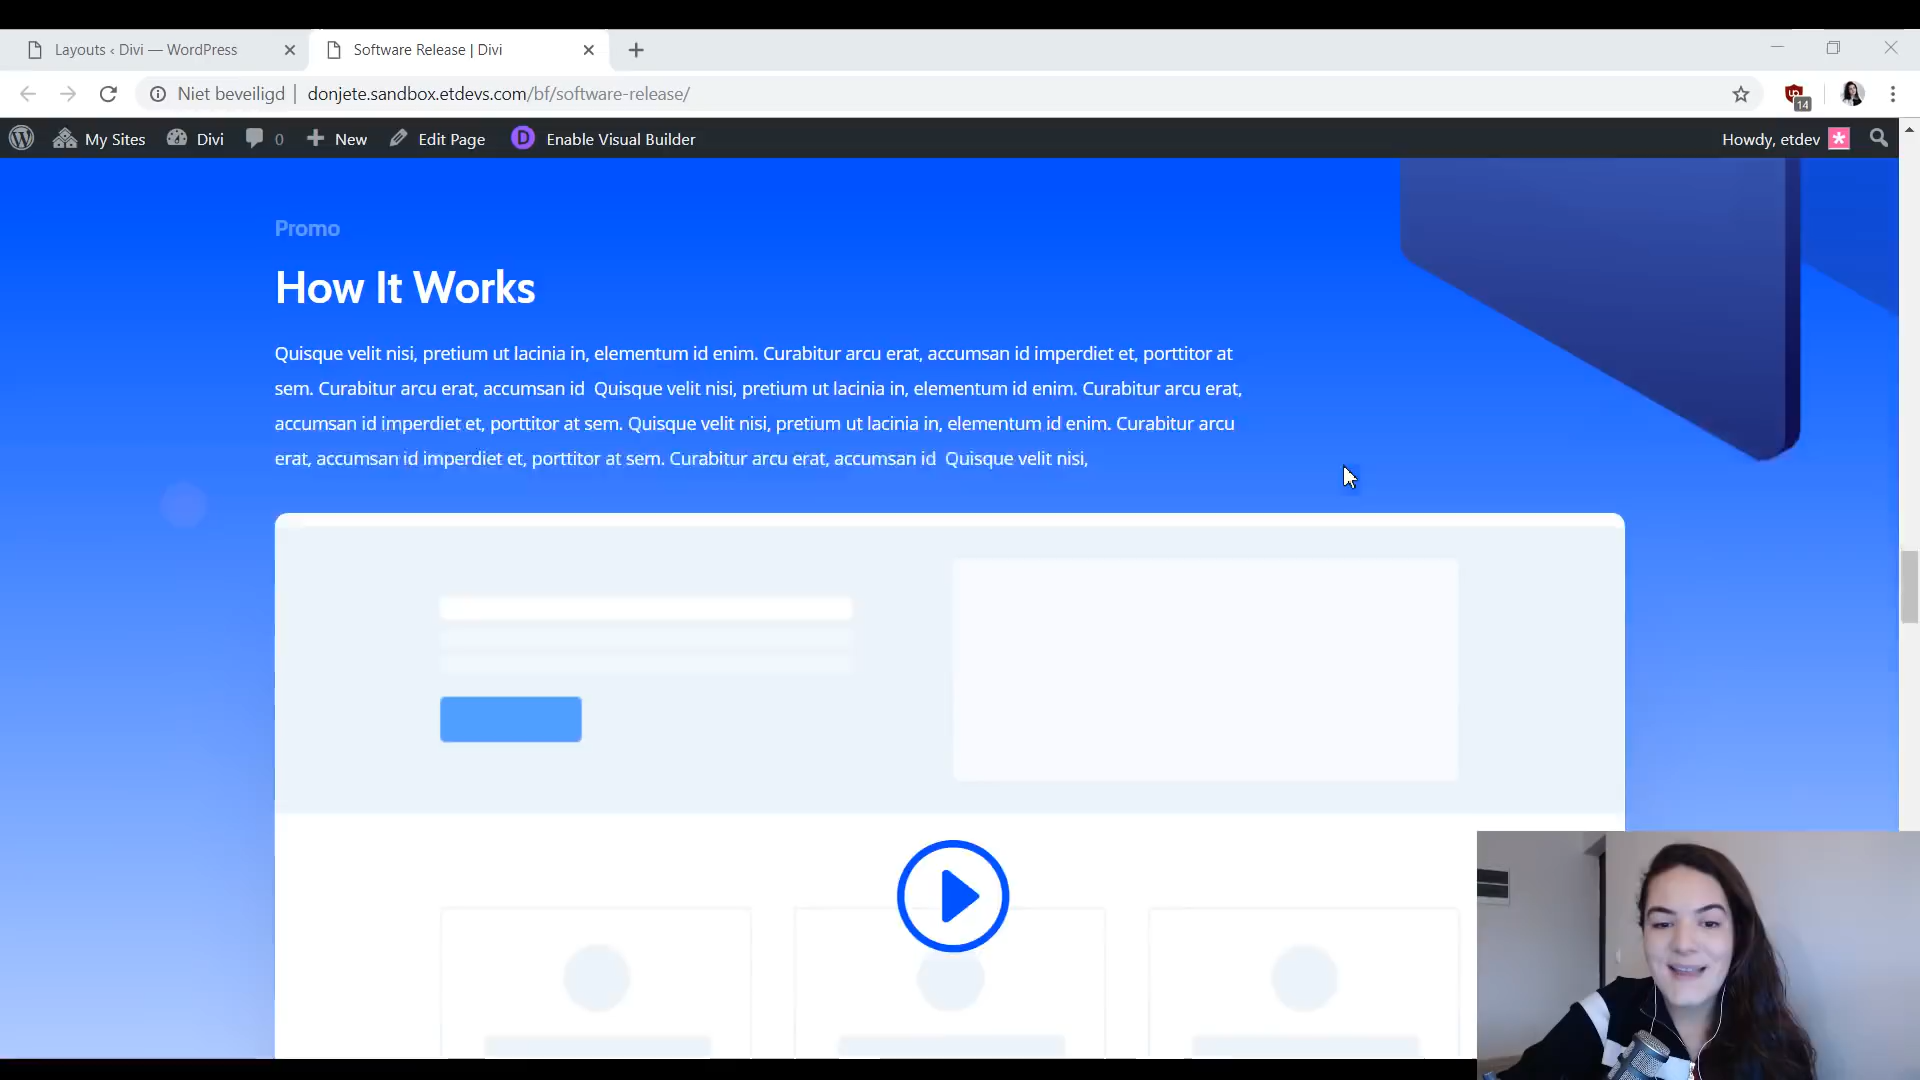 Layouts ‹ Divi — WordPress
Software Release | Divi
Niet beveiligd
donjete.sandbox.etdevs.com/bf/software-release/
14
My Sites
Divi
0
New
Edit Page
D
Enable Visual Builder
Howdy, etdev
Promo
How It Works
Quisque velit nisi, pretium ut lacinia in, elementum id enim. Curabitur arcu erat, accumsan id imperdiet et, porttitor at
sem. Curabitur arcu erat, accumsan id Quisque velit nisi, pretium ut lacinia in, elementum id enim. Curabitur arcu erat,
accumsan id imperdiet et, porttitor at sem. Quisque velit nisi, pretium ut lacinia in, elementum id enim. Curabitur arcu
erat, accumsan id imperdiet et, porttitor at sem. Curabitur arcu erat, accumsan id Quisque velit nisi,